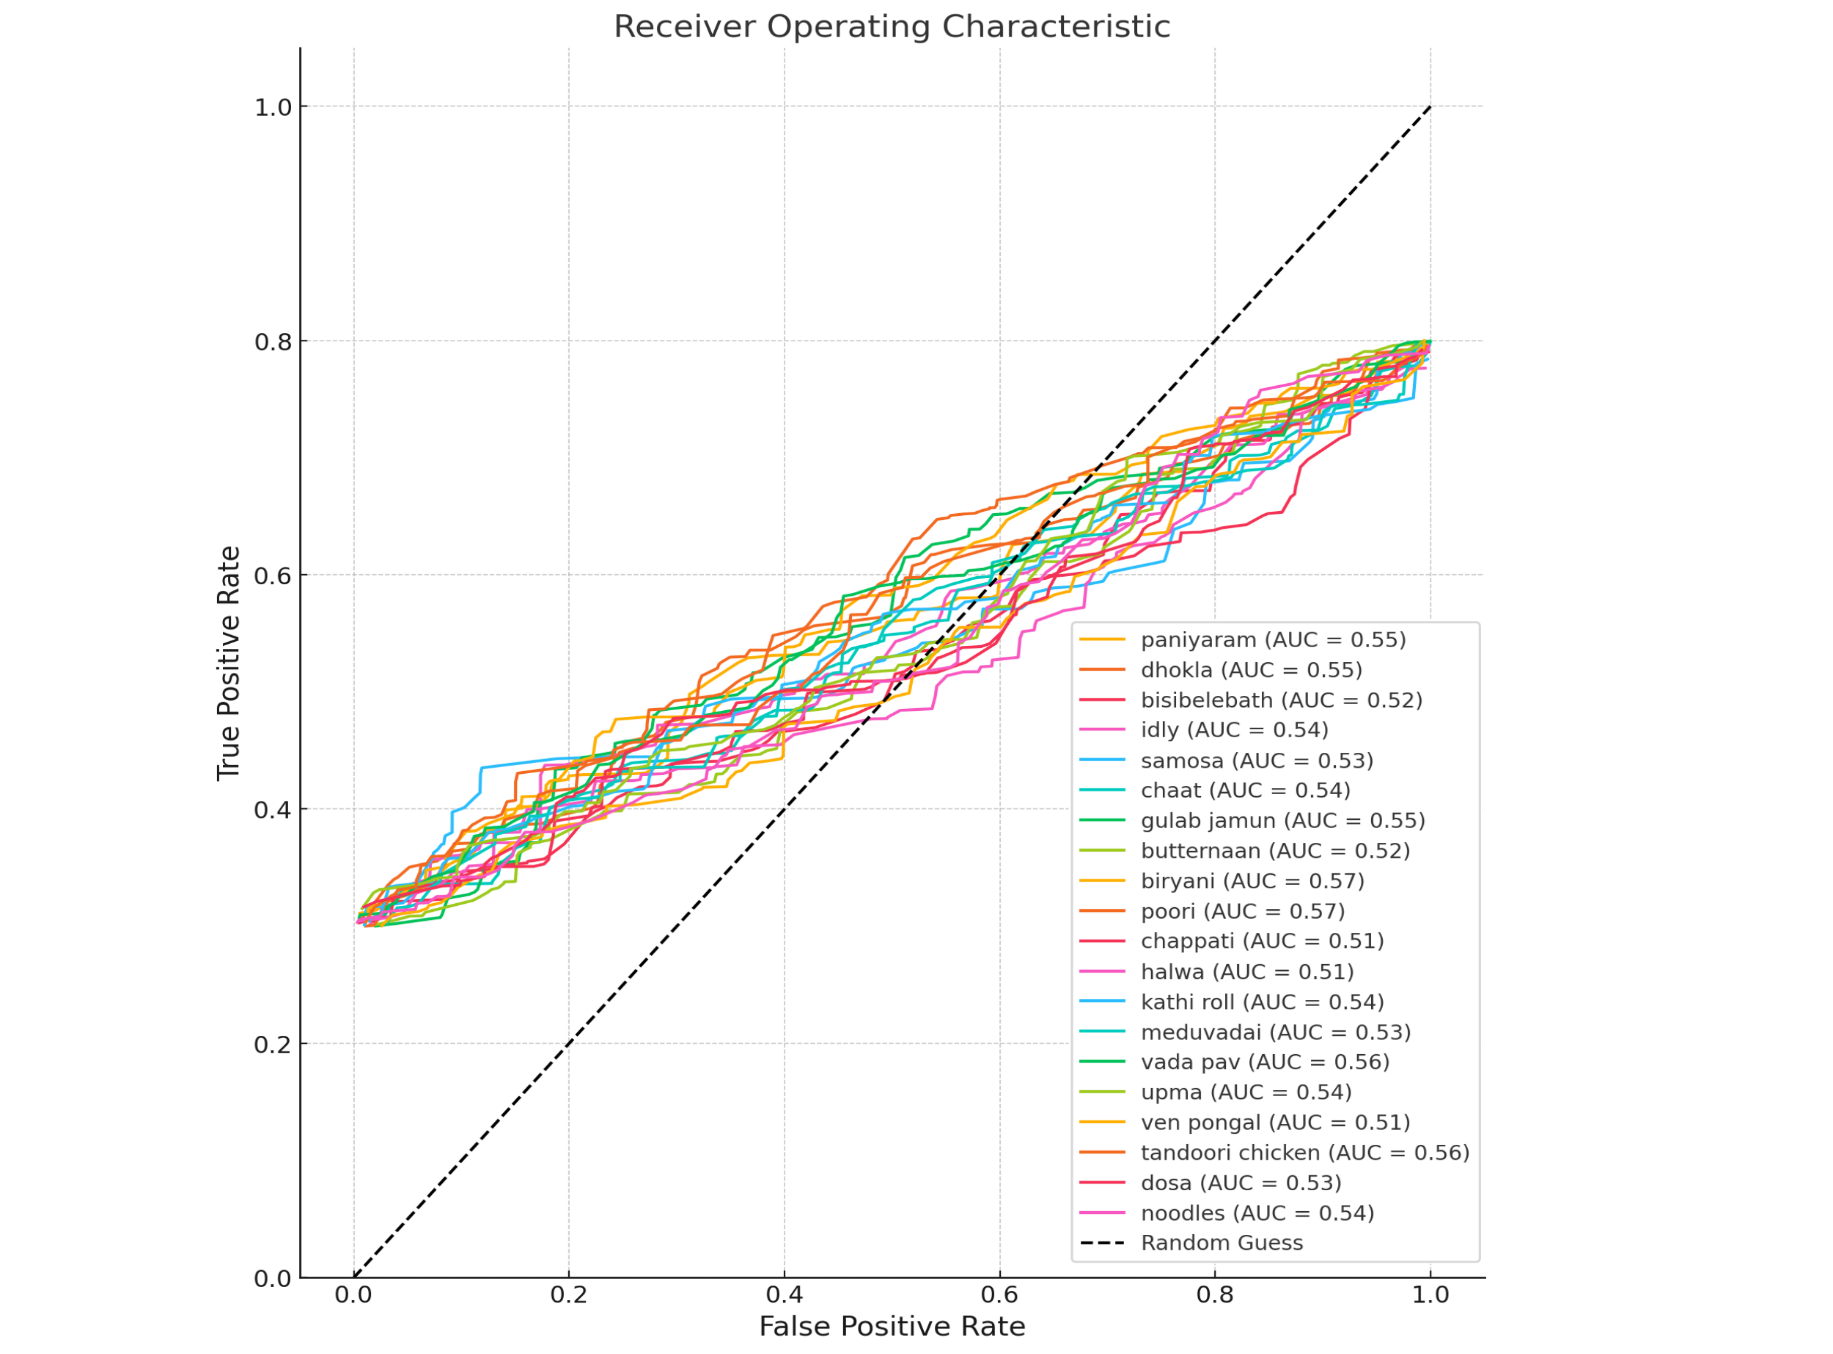 Receiver Operating Characteristic
True Positive Rate
1.0
0.8
0.6
0.4
0.2
0.0
paniyaram (AUC = 0.55)
dhokla (AUC = 0.55)
bisibelebath (AUC = 0.52)
idly (AUC = 0.54)
samosa (AUC = 0.53)
chaat (AUC = 0.54)
gulab jamun (AUC = 0.55)
butternaan (AUC = 0.52)
biryani (AUC = 0.57)
poori (AUC = 0.57)
chappati (AUC = 0.51)
halwa (AUC = 0.51)
kathi roll (AUC = 0.54)
meduvadai (AUC = 0.53)
vada pav (AUC = 0.56)
upma (AUC = 0.54)
ven pongal (AUC = 0.51)
tandoori chicken (AUC = 0.56)
dosa (AUC = 0.53)
noodles (AUC = 0.54)
Random Guess
0.0 0.2 0.4 0.6 0.8 1.0
False Positive Rate